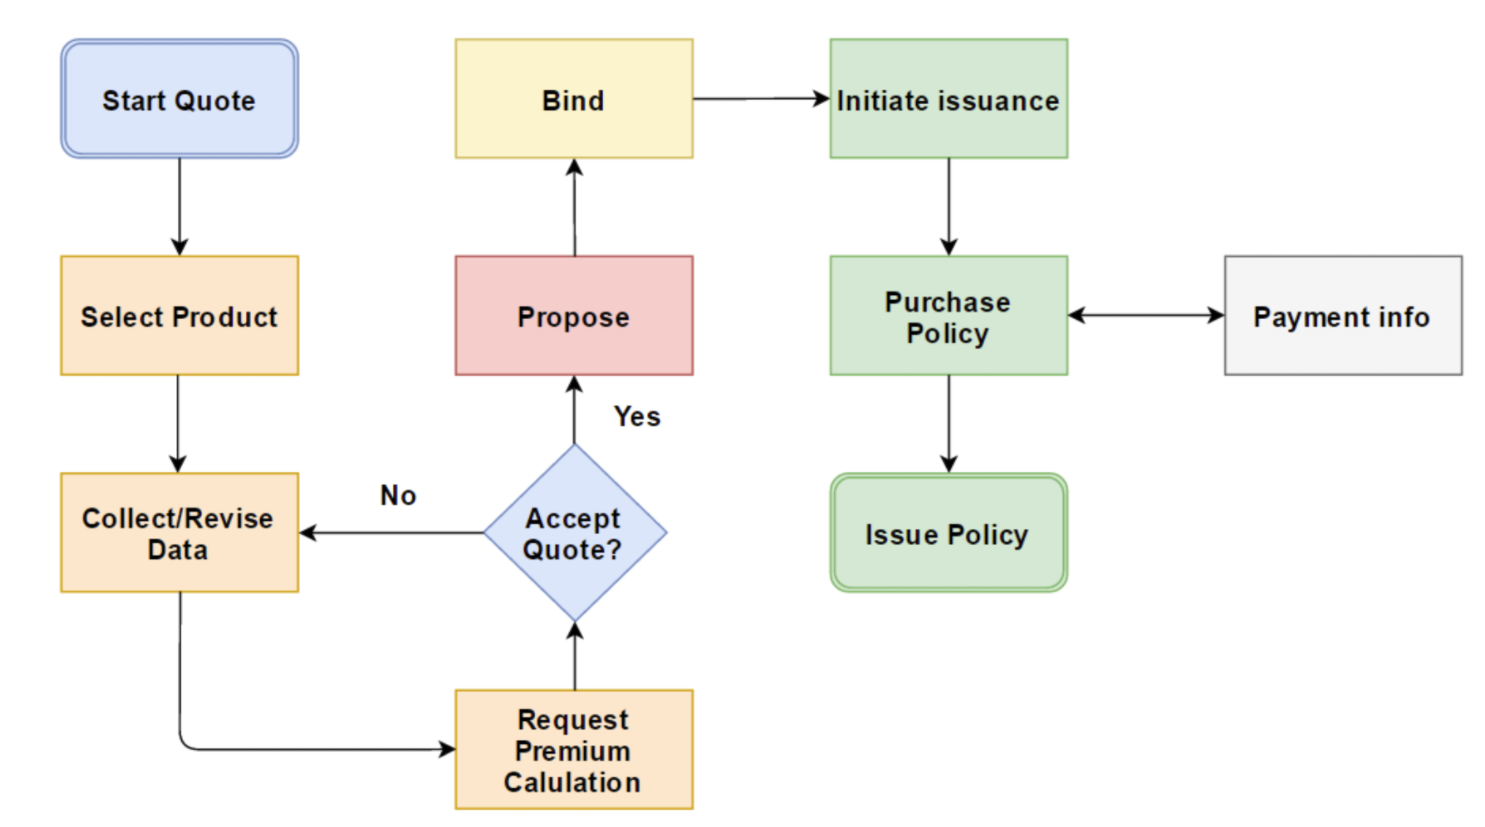 Start Quote
Bind
Initiate issuance
Select Product
Propose
Purchase
Policy
Payment info
Yes
No
Collect/Revise
Data
Accept
Quote?
Issue Policy
Request
Premium
Calulation